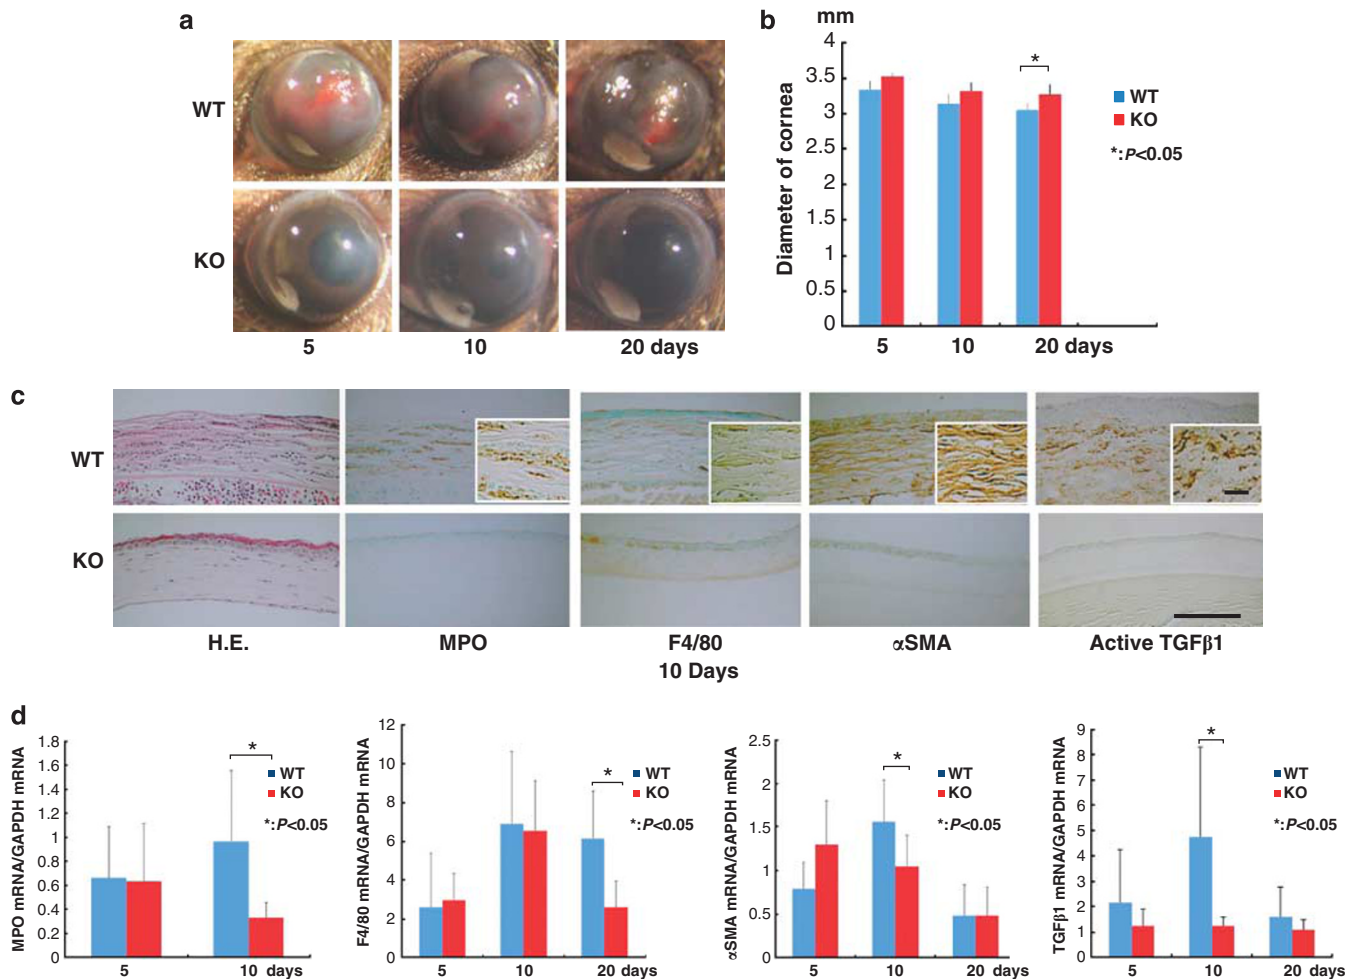 a
WT
KO
5
10
20 days
b
mm
Diameter of cornea
4
3.5
3
2.5
2
1.5
1
0.5
0
*
5
10
20 days
WT
KO
*:P<0.05
c
WT
KO
H.E.
MPO
F4/80
αSMA
Active TGFβ1
10 Days
d
MPO mRNA/GAPDH mRNA
1.8
1.6
1.4
1.2
1
0.8
0.6
0.4
0.2
0
*
WT
KO
*:P<0.05
5
10 days
F4/80 mRNA/GAPDH mRNA
12
10
8
6
4
2
0
*
WT
KO
*:P<0.05
5
10
20 days
αSMA mRNA/GAPDH mRNA
2.5
2
1.5
1
0.5
0
*
WT
KO
*:P<0.05
5
10
20 days
TGFβ1 mRNA/GAPDH mRNA
9
8
7
6
5
4
3
2
1
0
*
WT
KO
*:P<0.05
5
10
20 days